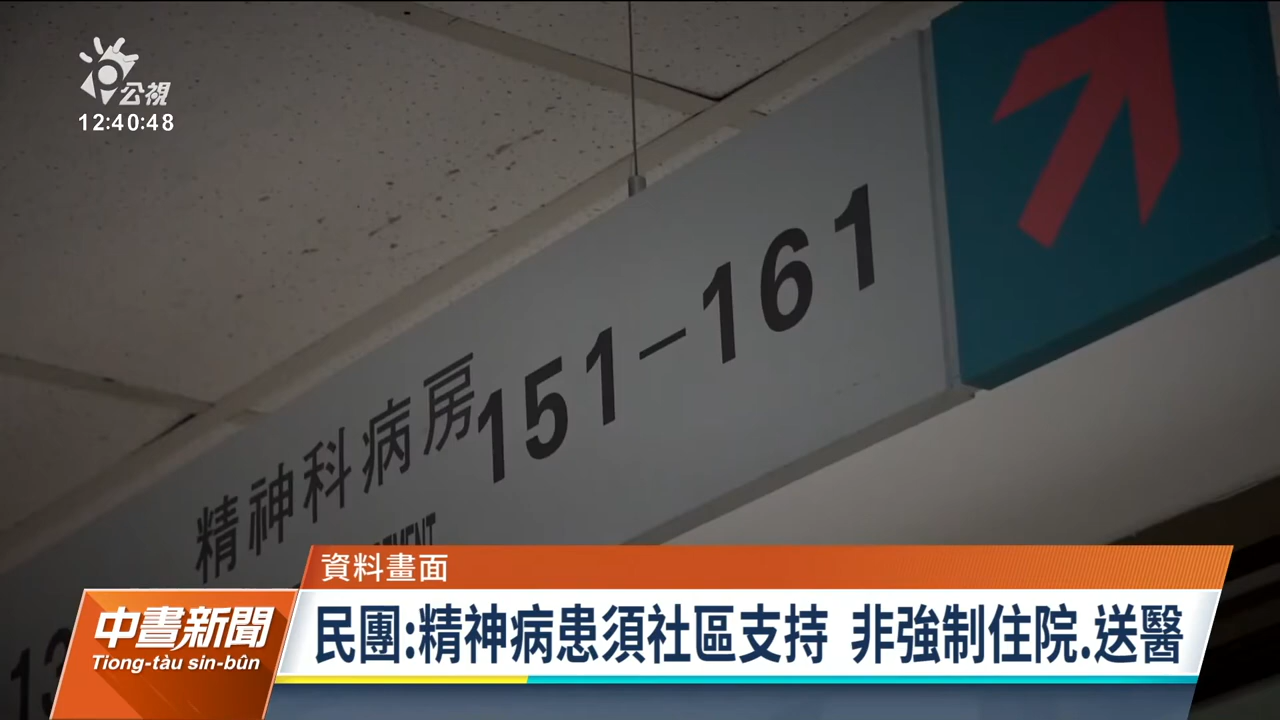 公視
12:40:48
精神科病房 151-161
資料畫面
中晝新聞
Tiong-tàu sin-bûn
民團:精神病患須社區支持 非強制住院.送醫